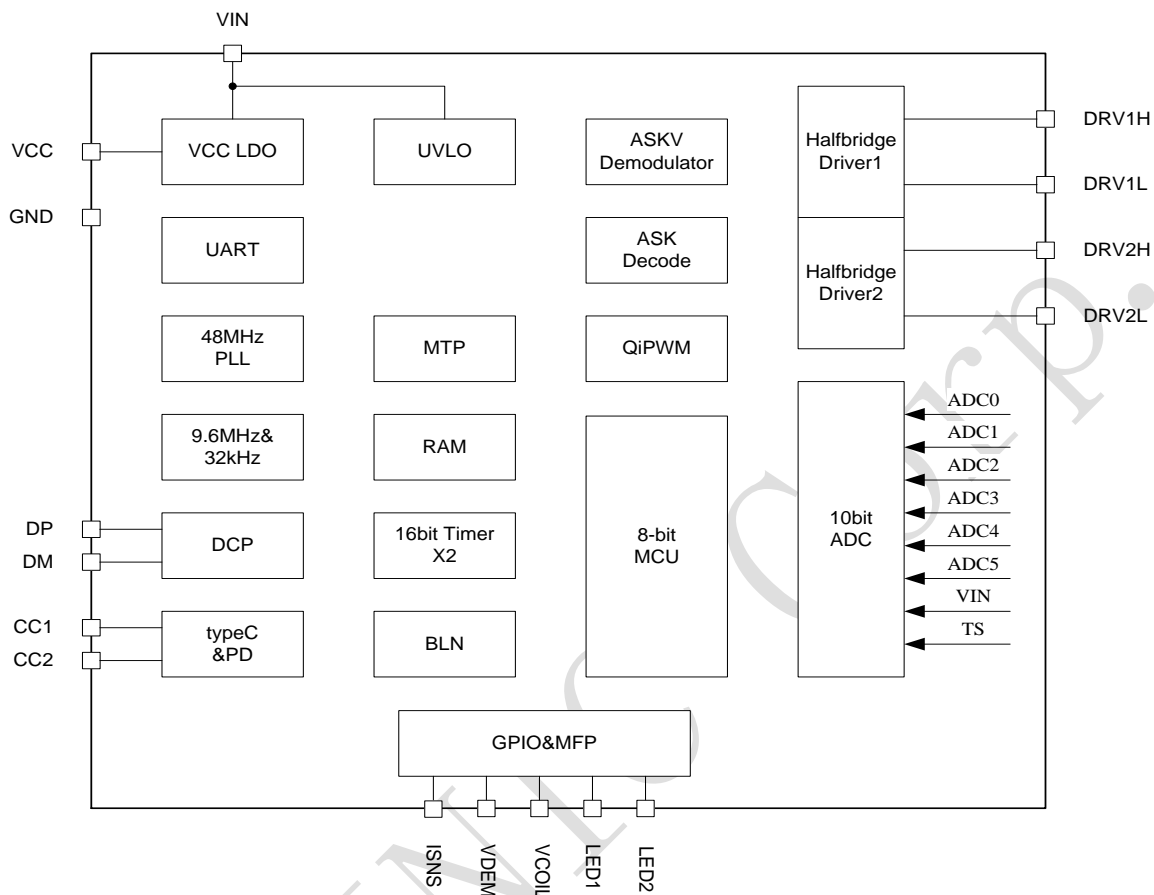 VIN
VCC
GND
VCC LDO
UVLO
ASKV
Demodulator
Halfbridge
Driver1
DRV1H
DRV1L
UART
ASK
Decode
Halfbridge
Driver2
DRV2H
DRV2L
48MHz
PLL
MTP
QiPWM
9.6MHz&
32kHz
RAM
8-bit
MCU
10bit
ADC
ADC0
ADC1
ADC2
ADC3
ADC4
ADC5
VIN
TS
DP
DM
DCP
16bit Timer
X2
CC1
CC2
typeC
&PD
BLN
GPIO&MFP
ISNS
VDEM
VCOIL
LED1
LED2
Corp.